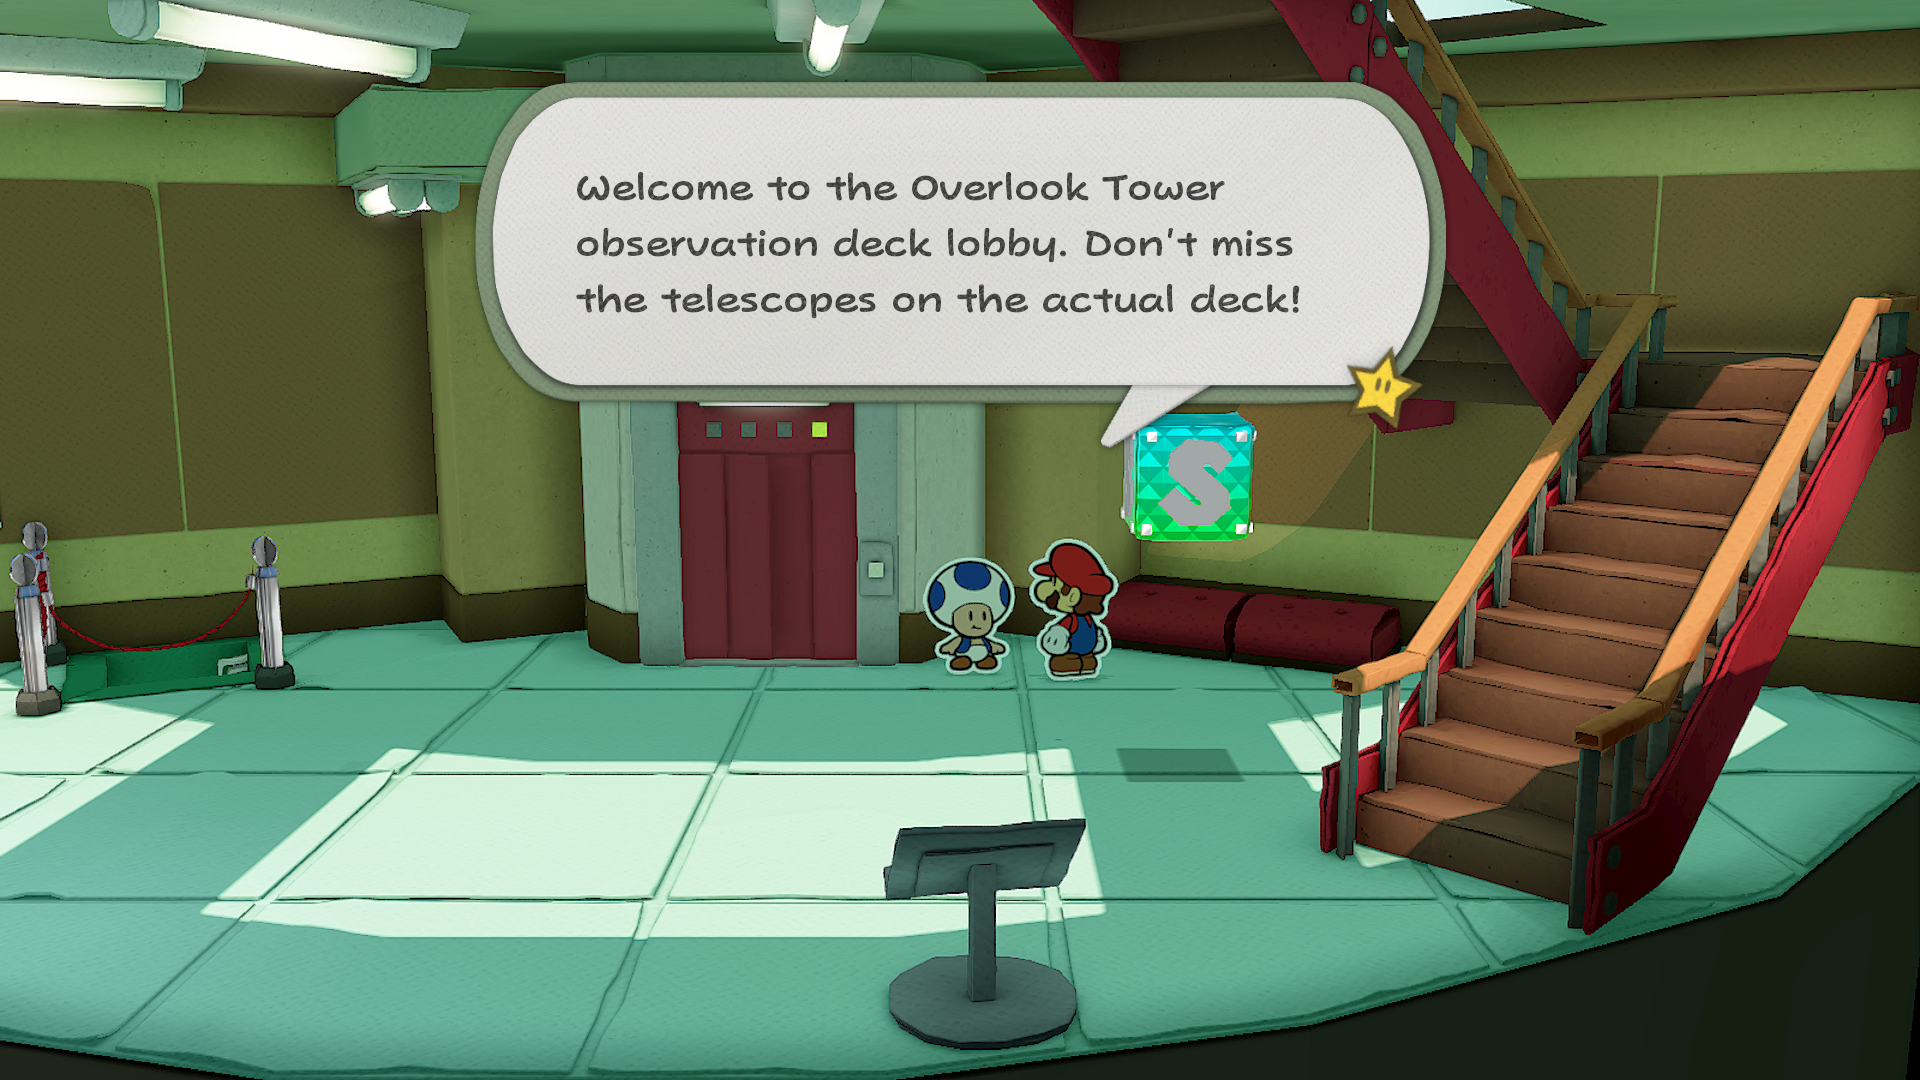 Welcome to the Overlook Tower
observation deck lobby. Don't miss
the telescopes on the actual deck!
S